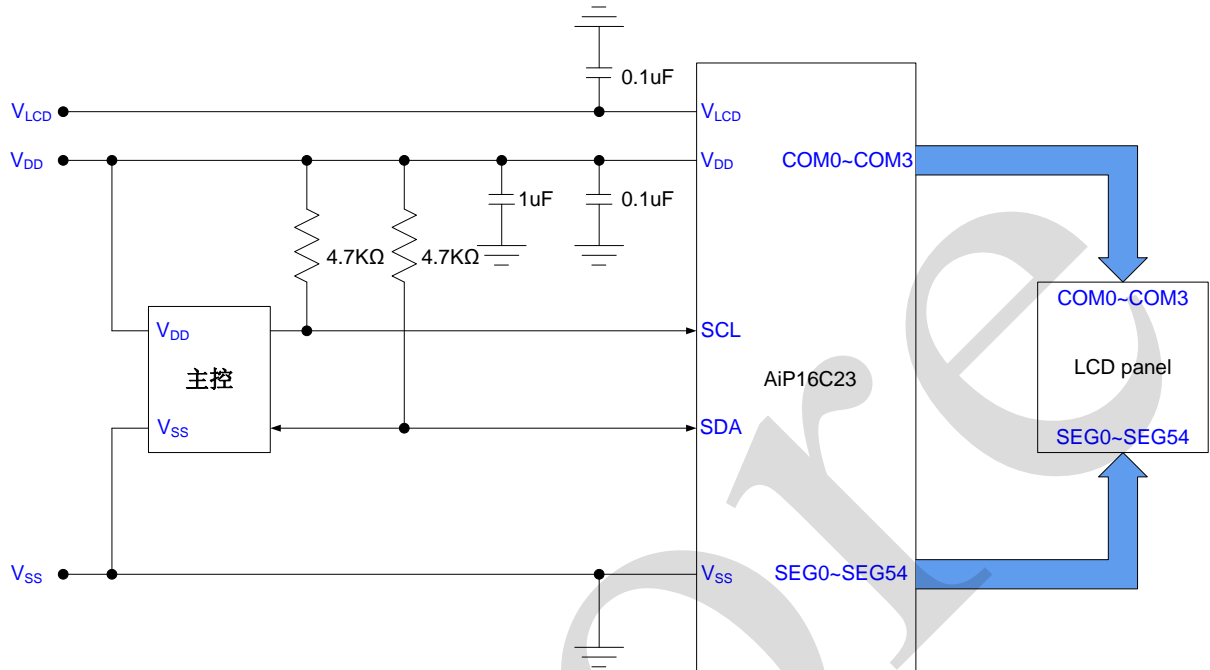 0.1uF
VLCD
VLCD
VDD
VDD
COM0~COM3
1uF
0.1uF
4.7KΩ
4.7KΩ
COM0~COM3
VDD
SCL
主控
AiP16C23
LCD panel
VSS
SDA
SEG0~SEG54
VSS
VSS
SEG0~SEG54
ore